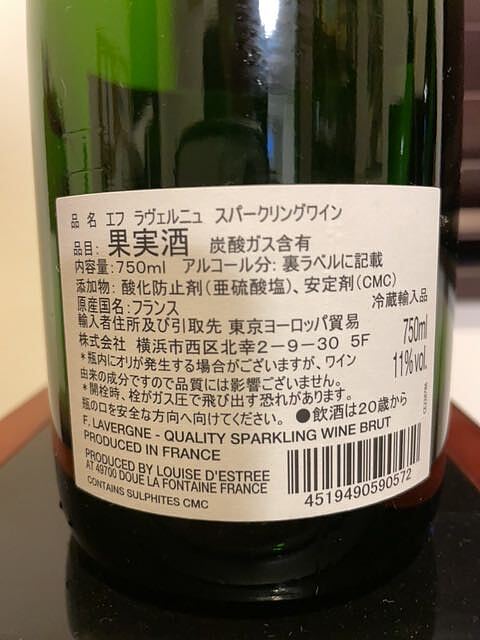 品 名 エフ ラヴェルニュ スパークリングワイン
品目: 果実酒 炭酸ガス含有
内容量:750ml アルコール分: 裏ラベルに記載
添加物: 酸化防止剤(亜硫酸塩)、安定剤(CMC)
原産国名:フランス 冷蔵輸入品
輸入者住所及び引取先 東京ヨーロッパ貿易
株式会社 横浜市西区北幸2-9-30 5F
750ml
11%vol.
*瓶内にオリが発生する場合がございますが、ワイン
由来の成分ですので品質には影響ございません。
*開栓時、栓がガス圧で飛び出す恐れがあります。
瓶の口を安全な方向へ向けてください。 ●飲酒は20歳から
F. LAVERGNE - QUALITY SPARKLING WINE BRUT
PRODUCED IN FRANCE
PRODUCED BY LOUISE D'ESTREE
AT 49700 DOUE LA FONTAINE FRANCE
CONTAINS SULPHITES CMC
4519490590572